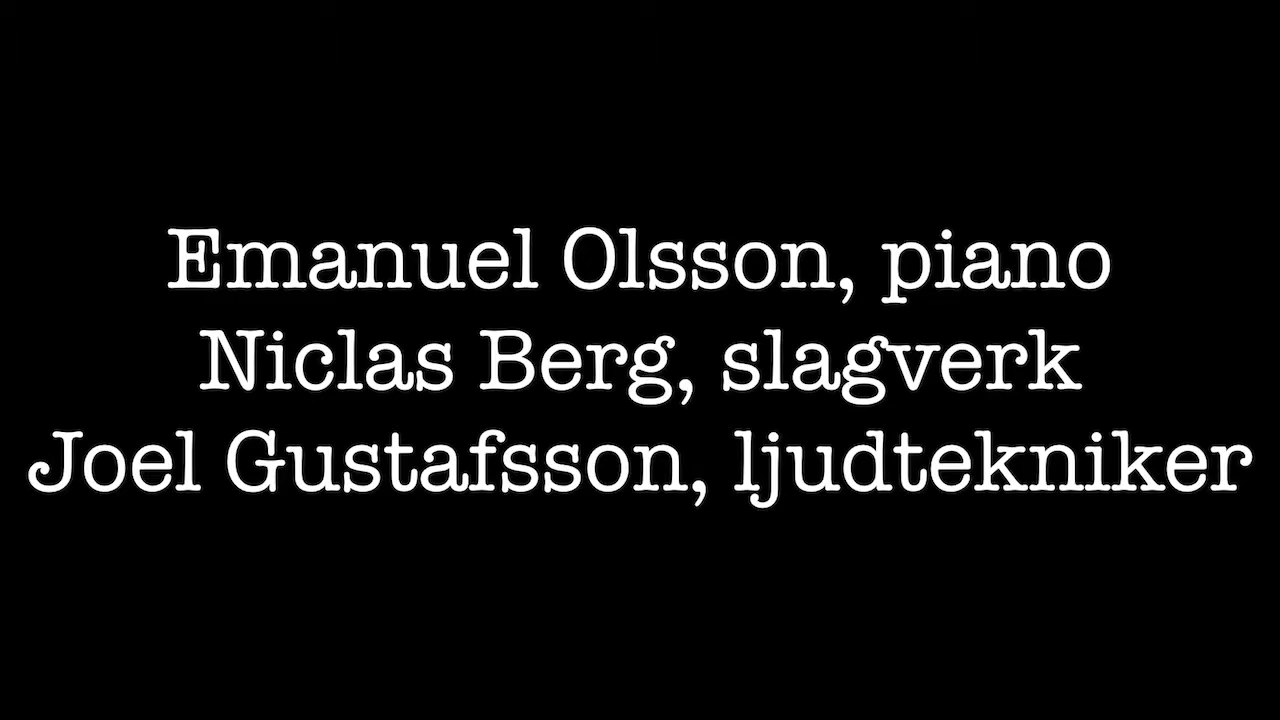 Emanuel Olsson, piano
Niclas Berg, slagverk
Joel Gustafsson, ljudtekniker